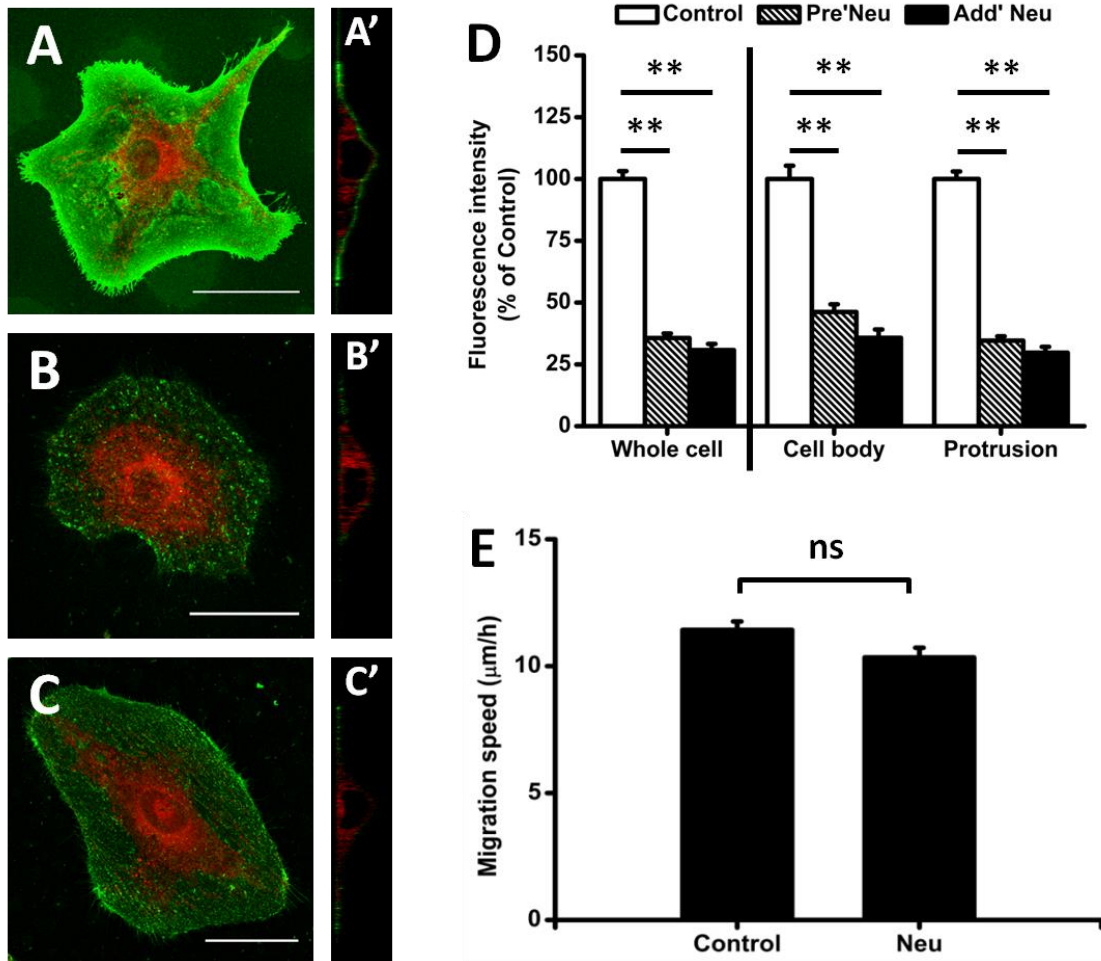 A
A’
B
B’
C
C’
D
Control Pre'Neu Add' Neu
Fluorescence intensity
(% of Control)
150
125
100
75
50
25
0
** ** **
** ** **
Whole cell Cell body Protrusion
E
Migration speed (μm/h)
15
10
5
0
ns
Control Neu